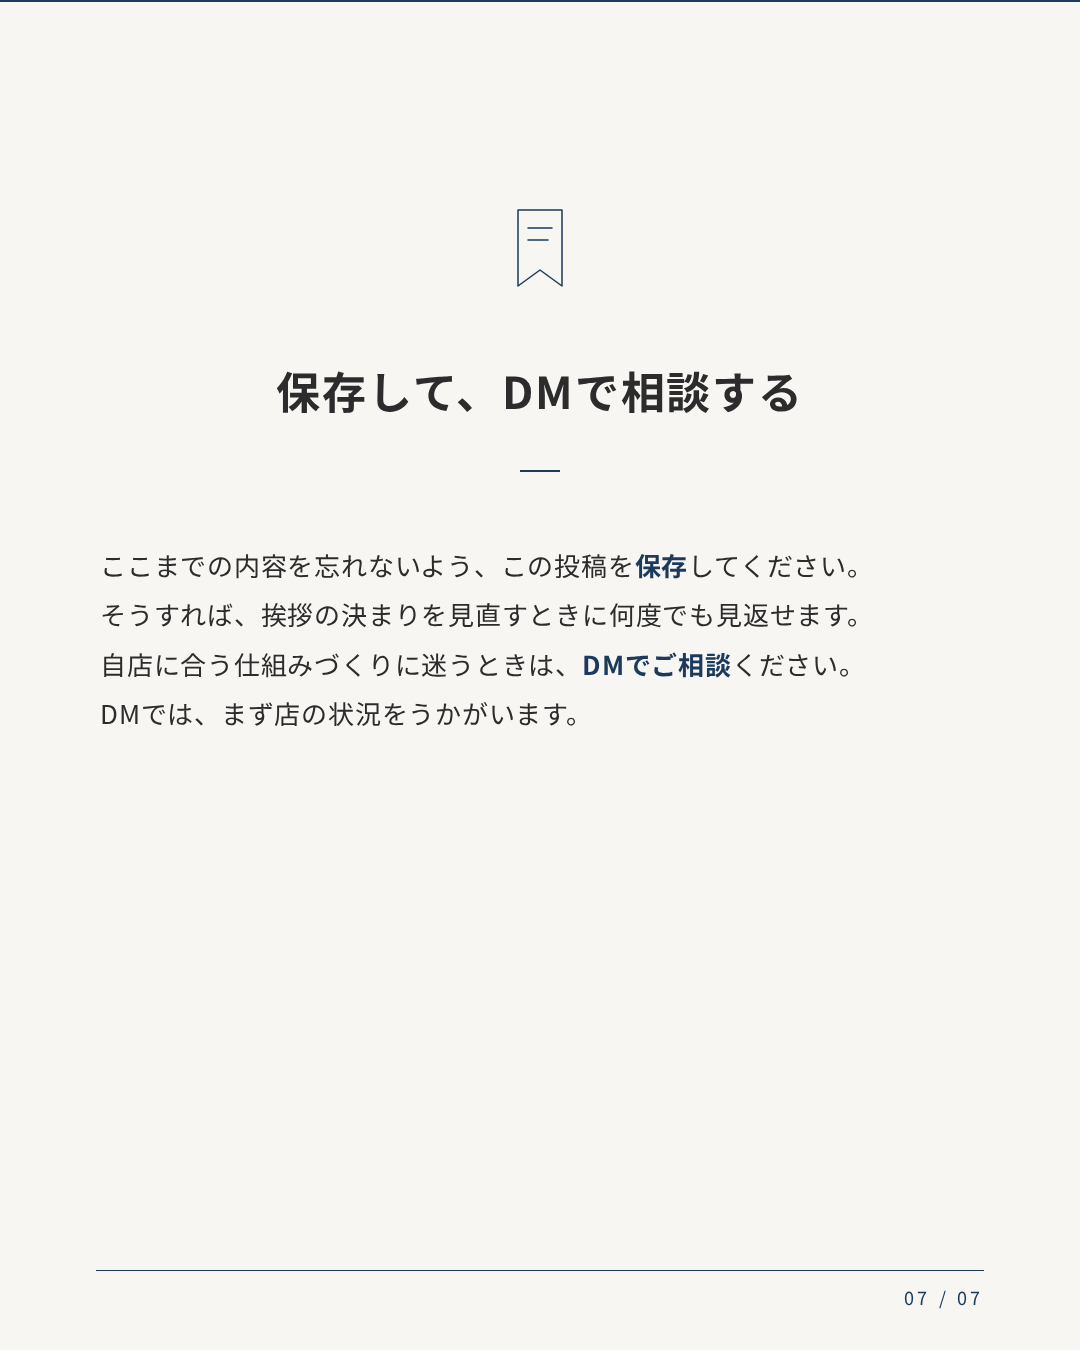 保存して、DMで相談する
ここまでの内容を忘れないよう、この投稿を保存してください。
そうすれば、挨拶の決まりを見直すときに何度でも見返せます。
自店に合う仕組みづくりに迷うときは、DMでご相談ください。
DMでは、まず店の状況をうかがいます。
07 / 07